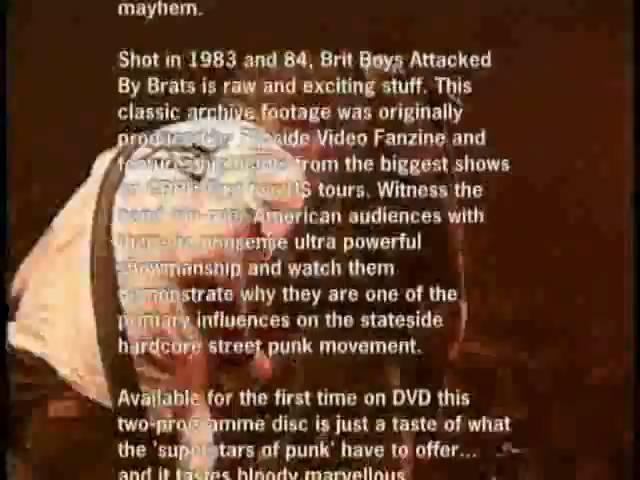 mayhem.
Shot in 1983 and 84, Brit Boys Attacked
By Brats is raw and exciting stuff. This
classic archive footage was originally
Video Fanzine and
from the biggest shows
US tours. Witness the
American audiences with
ultra powerful
showmanship and watch them
demonstrate why they are one of the
primary influences on the stateside
hardcore street punk movement.
Available for the first time on DVD this
two-programme disc is just a taste of what
the 'superstars of punk' have to offer...
and it tastes bloody marvellous